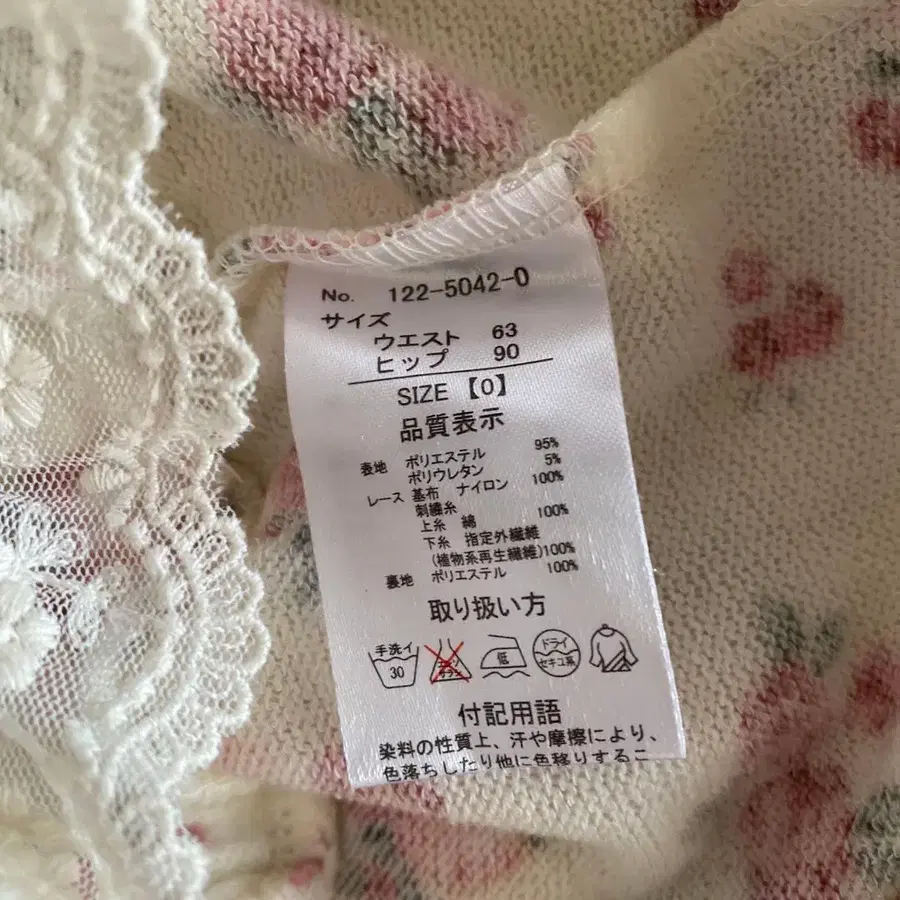 No. 122-5042-0
サイズ
ウエスト 63
ヒップ 90
SIZE 【0】
品質表示
表地 ポリエステル 95%
ポリウレタン 5%
レース 基布 ナイロン 100%
刺繍糸
上糸 綿 100%
下糸 指定外繊維
(植物系再生繊維)100%
裏地 ポリエステル 100%
取り扱い方
手洗イ 30
低
ドライ セキユ系
付記用語
染料の性質上、汗や摩擦により、
色落ちしたり他に色移りするこ